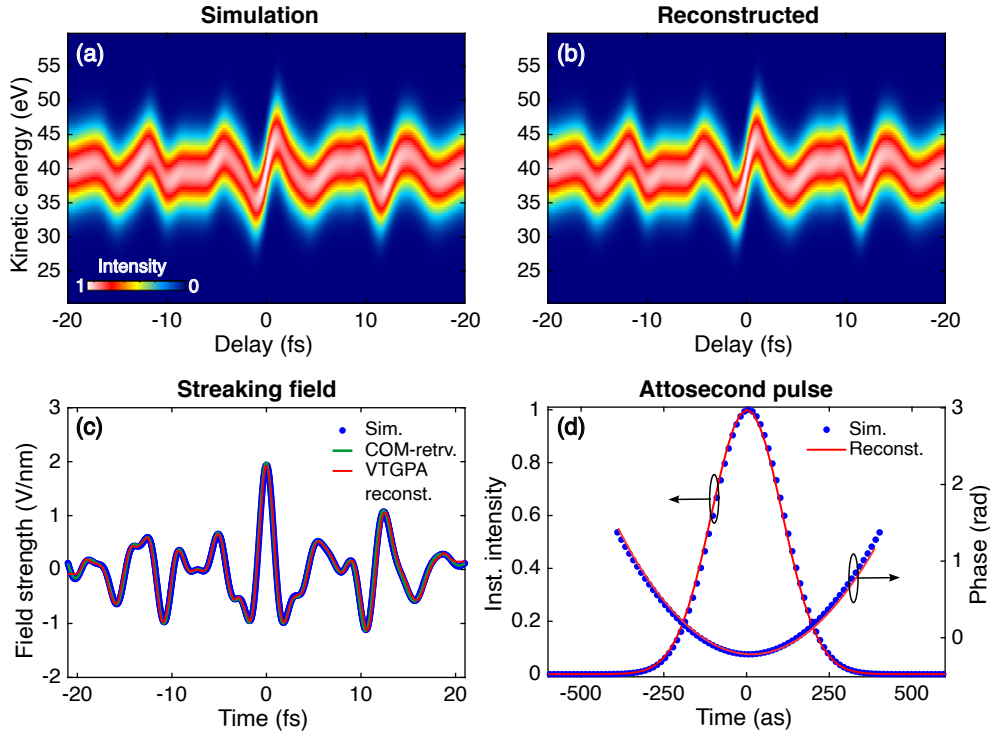 Simulation
Reconstructed
(a)
(b)
Kinetic energy (eV)
55
50
45
40
35
30
25
Intensity
1 0
-20 -10 0 10 -20
Delay (fs)
55
50
45
40
35
30
25
-20 -10 0 10 -20
Delay (fs)
Streaking field
Attosecond pulse
(c)
Sim.
COM-retrv.
VTGPA
reconst.
Field strength (V/nm)
3
2
1
0
-1
-2
-20 -10 0 10 20
Time (fs)
(d)
Sim.
Reconst.
Inst. intensity
1
0.8
0.6
0.4
0.2
0
Phase (rad)
3
2
1
0
-600 -250 0 250 500
Time (as)